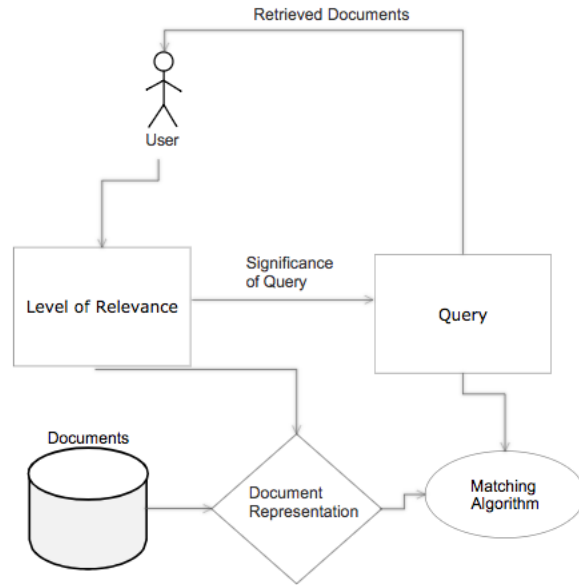 Retrieved Documents
User
Significance
of Query
Level of Relevance
Query
Documents
Document
Representation
Matching
Algorithm